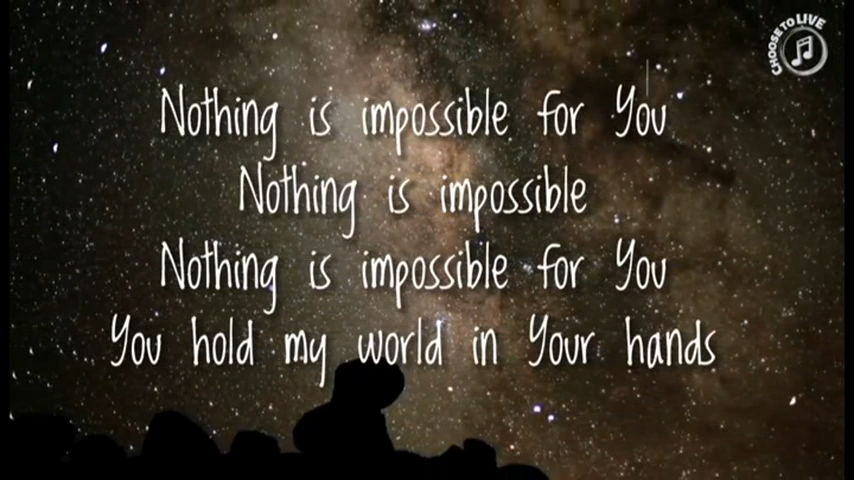 Nothing is impossible for You
Nothing is impossible
Nothing is impossible for You
You hold my world in Your hands
CHOOSE TO LIVE